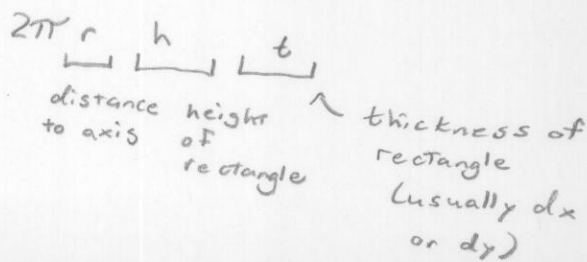 2π r h t
distance
to axis
height
of
rectangle
thickness of
rectangle
(usually dx
or dy)